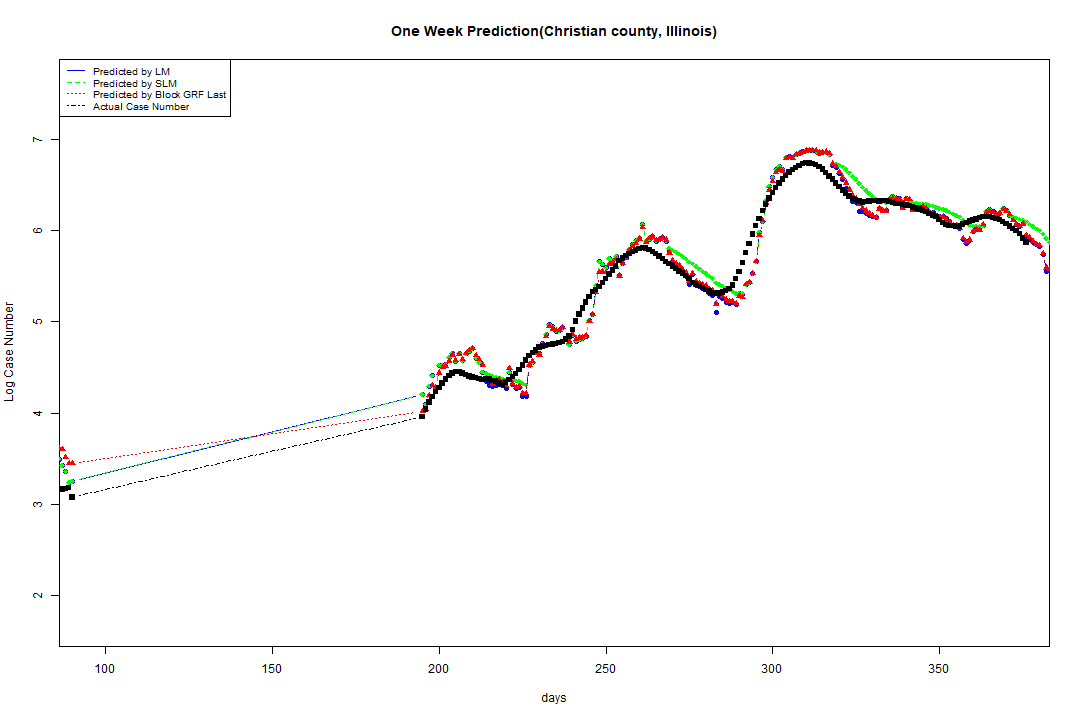 One Week Prediction(Christian county, Illinois)
Predicted by LM
Predicted by SLM
Predicted by Block GRF Last
Actual Case Number
7
6
5
4
3
2
Log Case Number
100 150 200 250 300 350
days